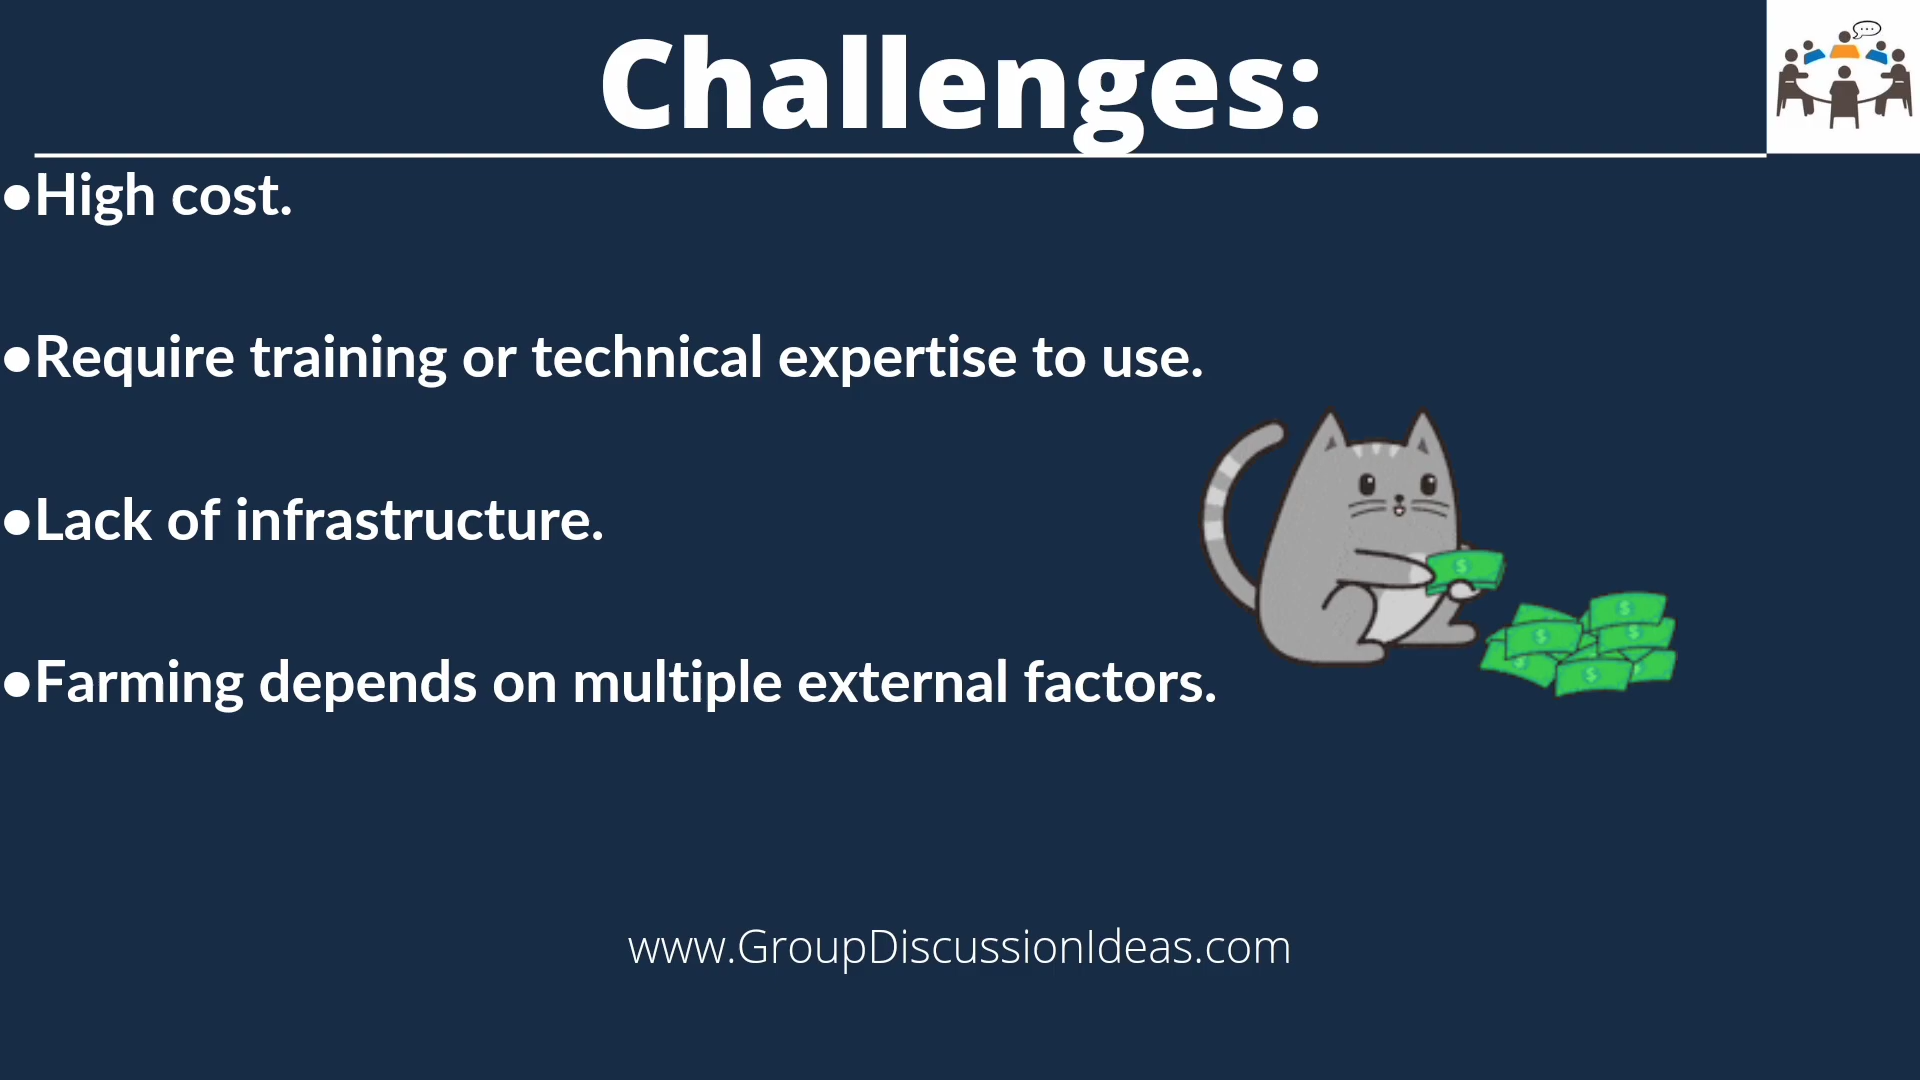 Challenges:
•High cost.
•Require training or technical expertise to use.
•Lack of infrastructure.
•Farming depends on multiple external factors.
www.GroupDiscussionIdeas.com